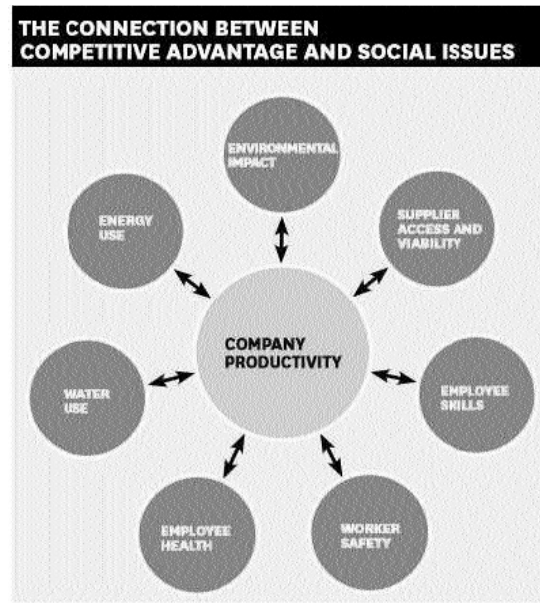 THE CONNECTION BETWEEN
COMPETITIVE ADVANTAGE AND SOCIAL ISSUES
ENVIRONMENTAL
IMPACT
SUPPLIER
ACCESS AND
VIABILITY
EMPLOYEE
SKILLS
WORKER
SAFETY
EMPLOYEE
HEALTH
WATER
USE
ENERGY
USE
COMPANY
PRODUCTIVITY